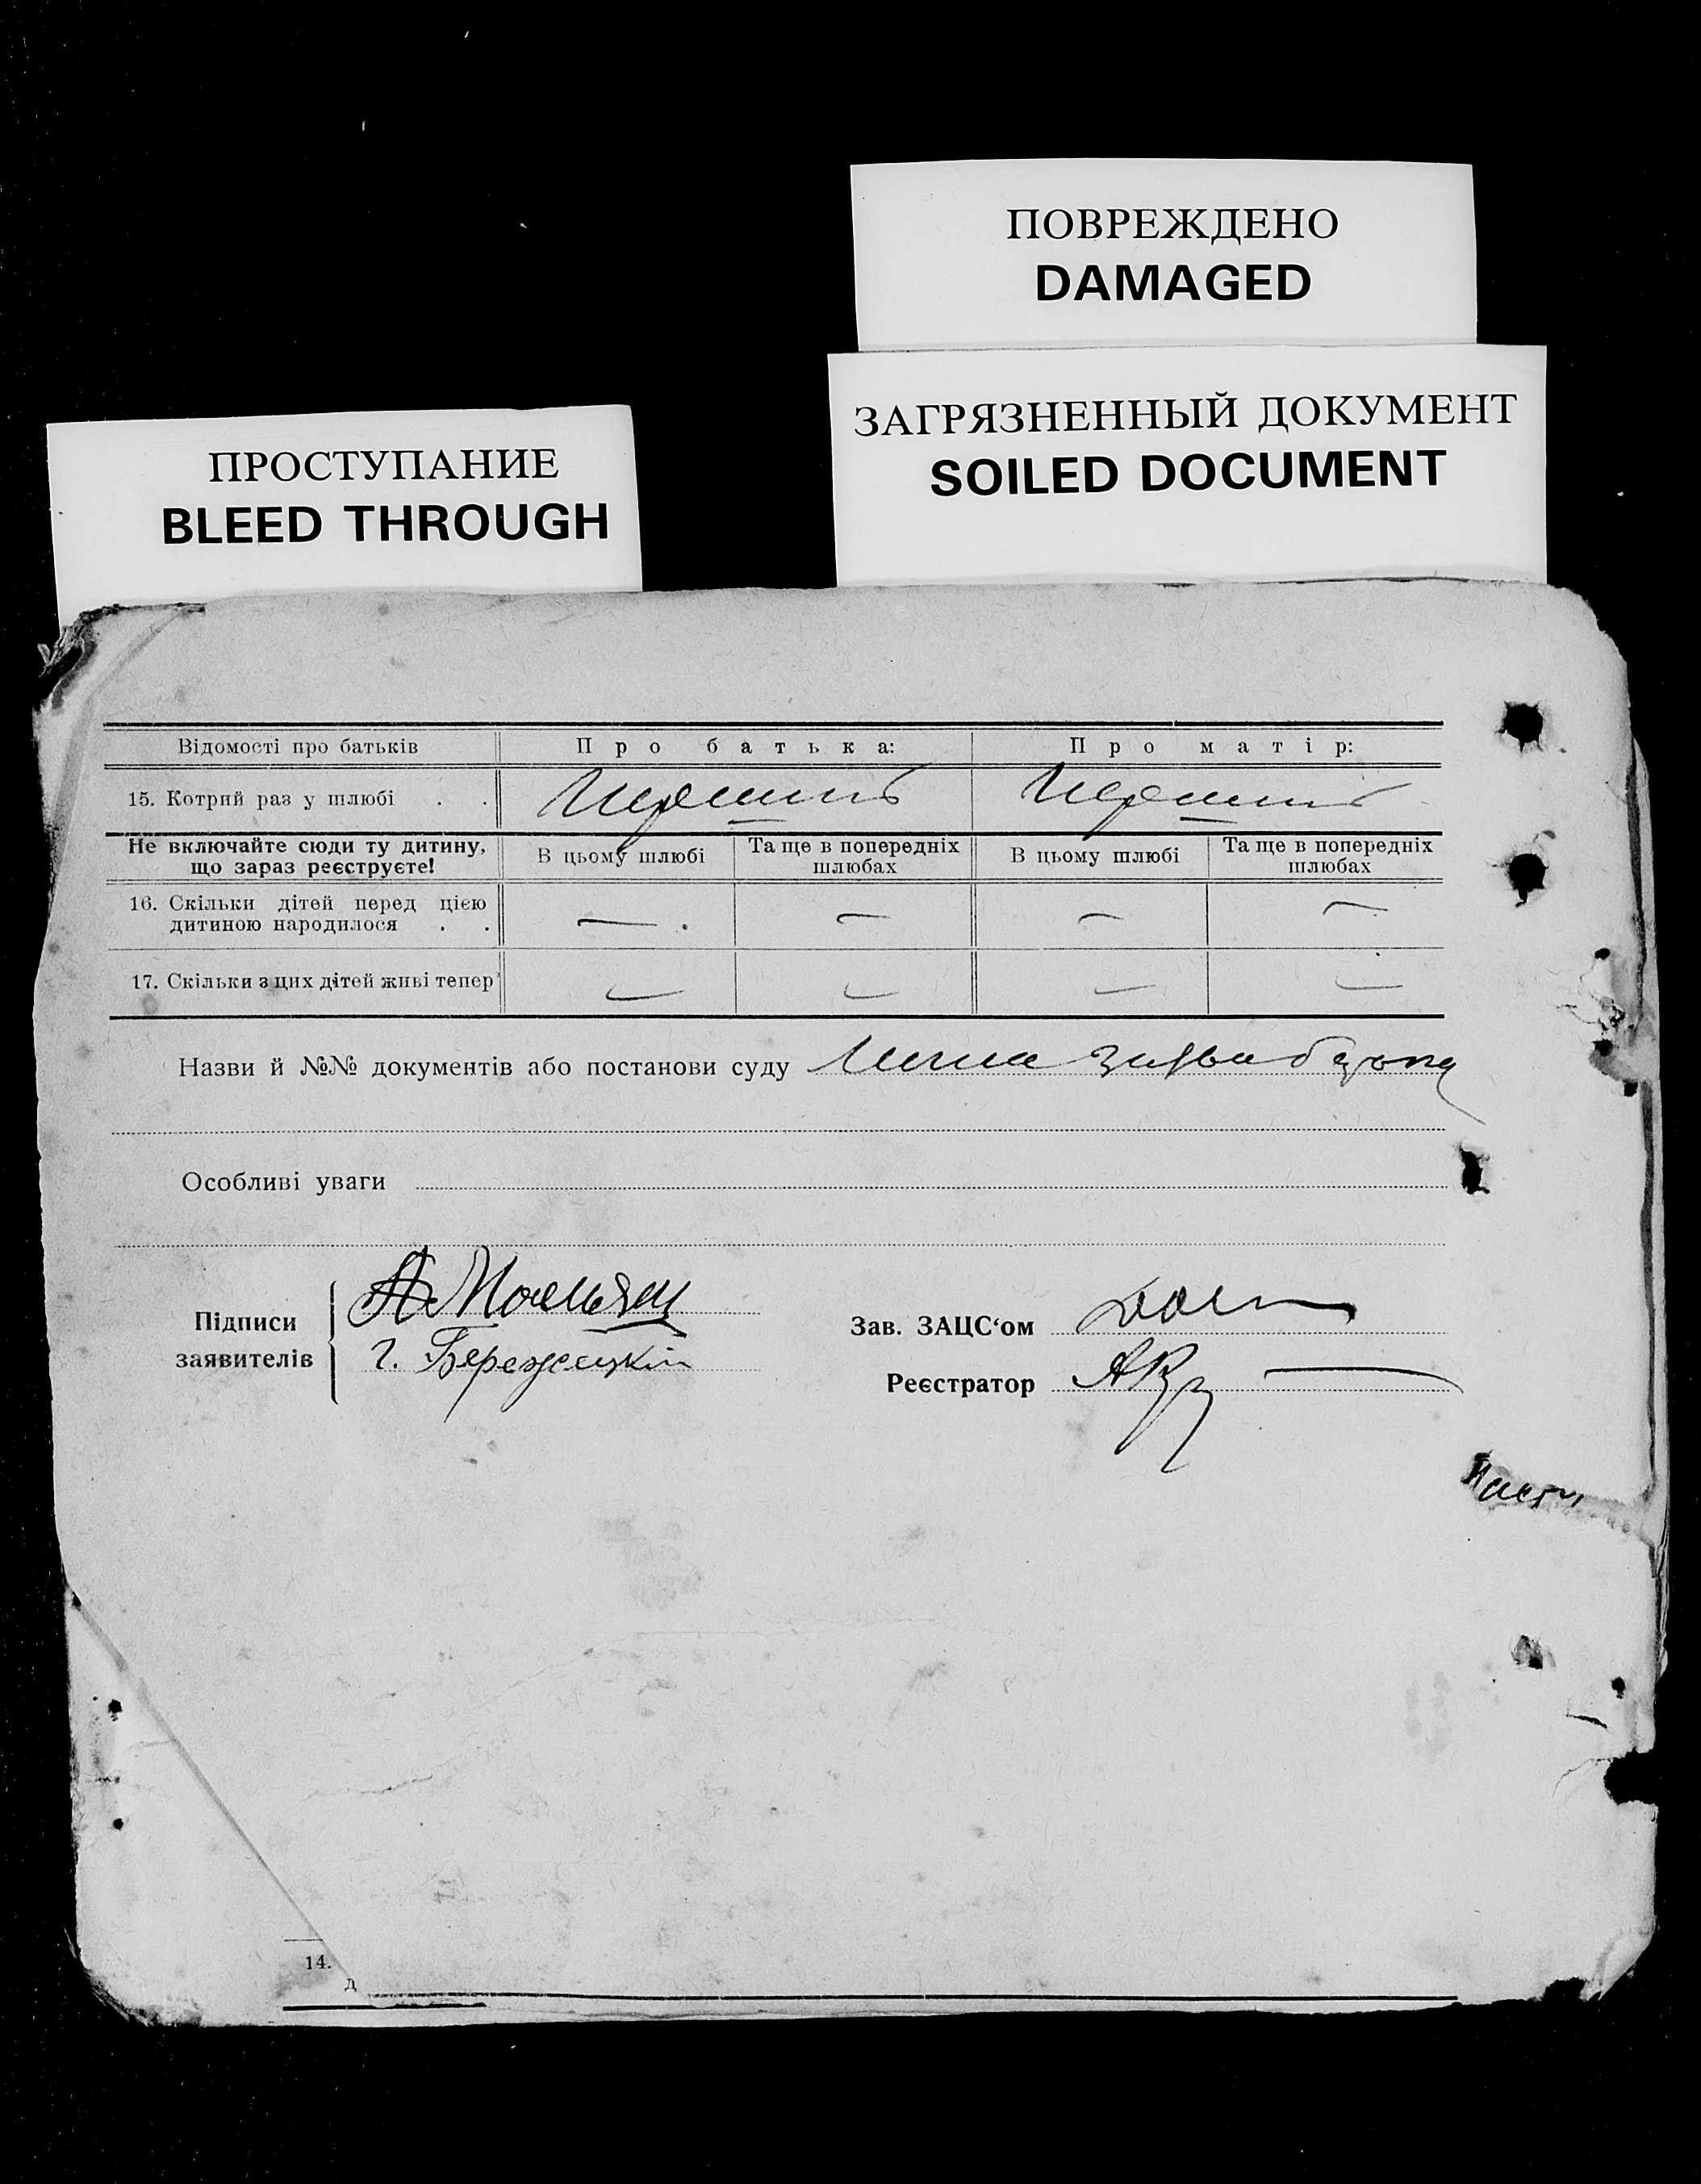 ПОВРЕЖДЕНО
DAMAGED
ЗАГРЯЗНЕННЫЙ ДОКУМЕНТ
SOILED DOCUMENT
ПРОСТУПАНИЕ
BLEED THROUGH
Відомості про батьків Про батька: Про матір:
15. Котрий раз у шлюбі . .
Не включайте сюди ту дитину, що зараз реєструєте! В цьому шлюбі Та ще в попередніх шлюбах В цьому шлюбі Та ще в попередніх шлюбах
16. Скільки дітей перед цією
дитиною народилося . . — — — —
17. Скільки з цих дітей живі тепер — — — —
Назви й №№ документів або постанови суду заява
Особливі уваги
Підписи
заявителів
Г. Бережецкій
Зав. ЗАЦС‘ом
Реєстратор
14.
д